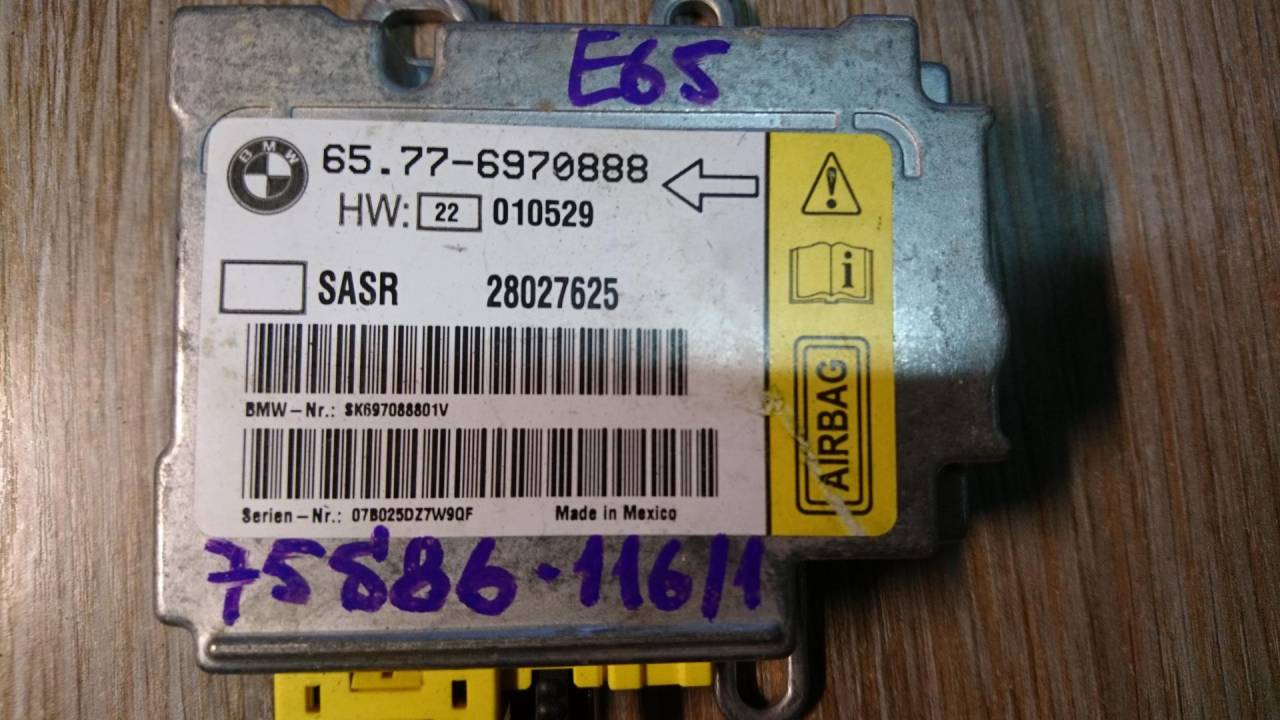 E65
BMW
65.77-6970888
HW: 22 010529
SASR 28027625
BMW-Nr.: SK697088801V
Serien-Nr.: 07B025DZ7W9QF Made in Mexico
AIRBAG
75586·116/1